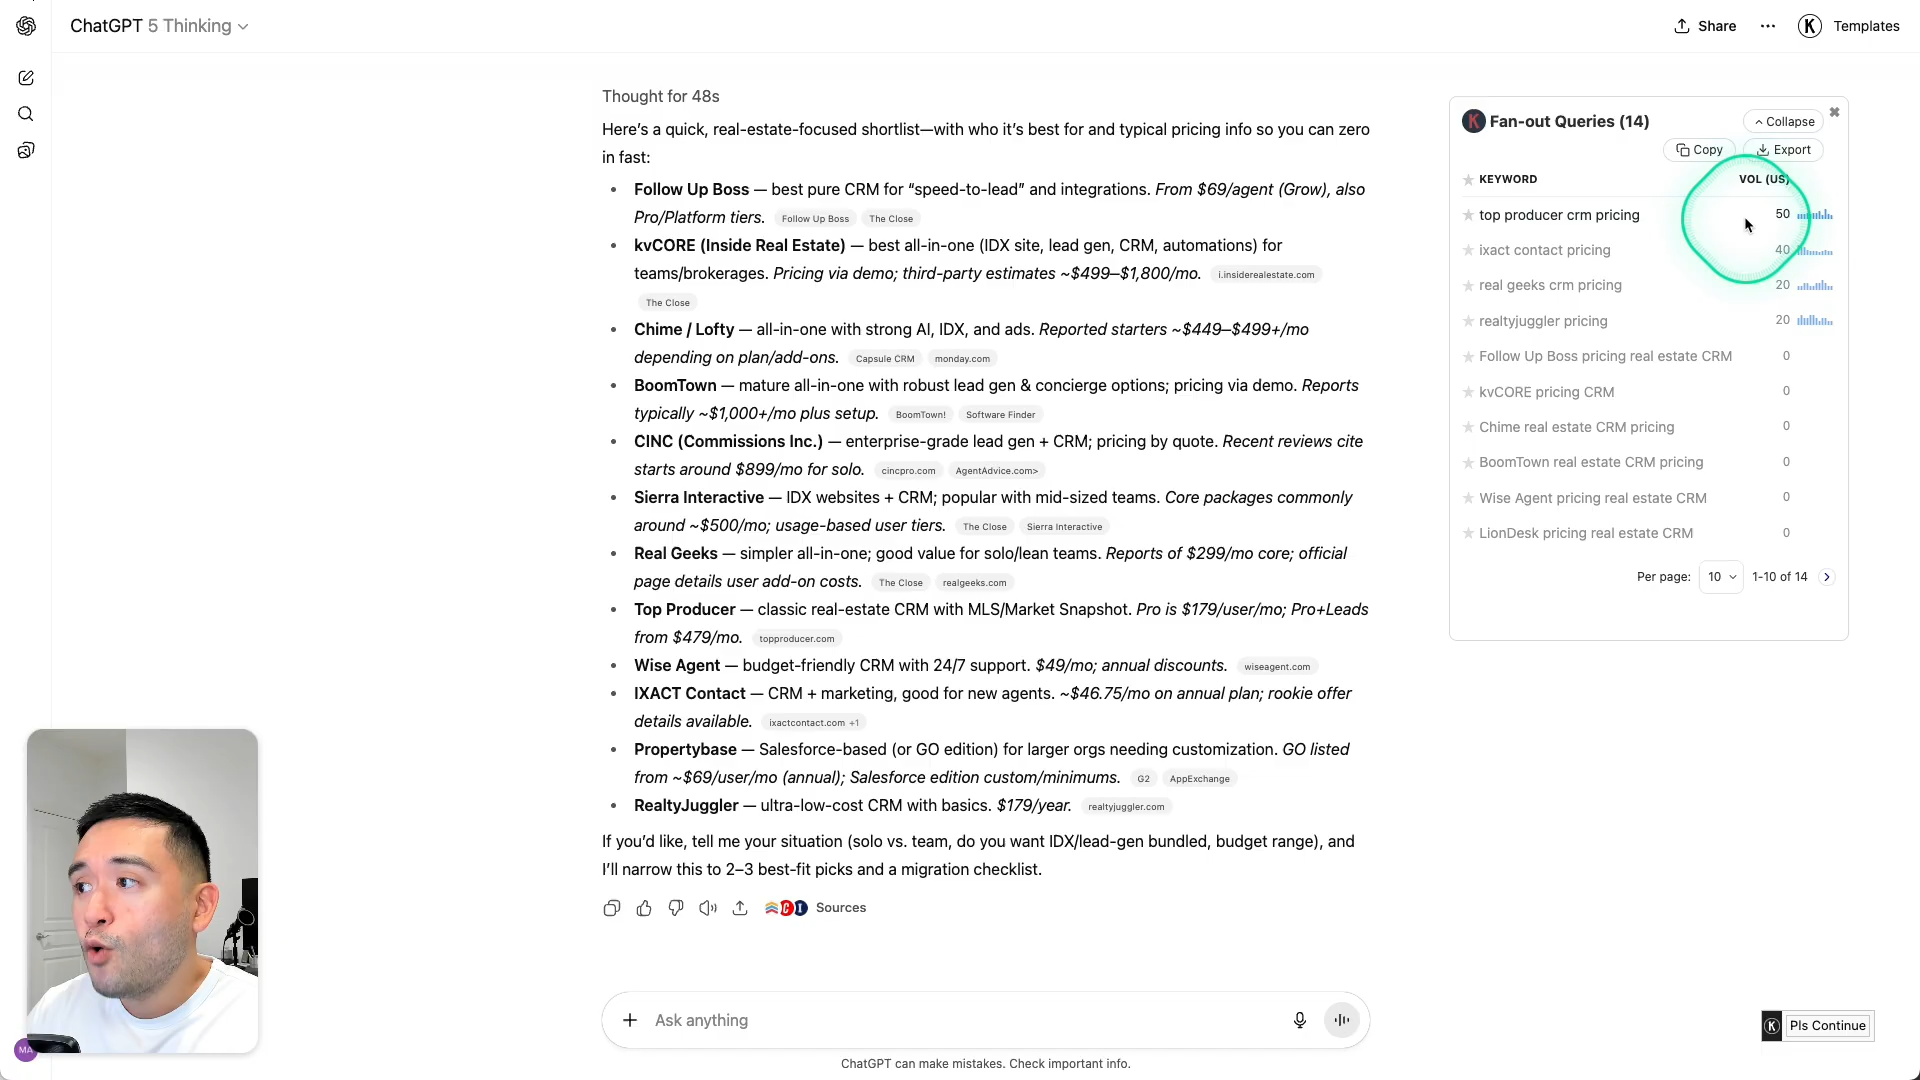 ChatGPT 5 Thinking
Share
K
Templates
Thought for 48s
Here's a quick, real-estate-focused shortlist—with who it's best for and typical pricing info so you can zero
in fast:
• Follow Up Boss — best pure CRM for “speed-to-lead” and integrations. From $69/agent (Grow), also
Pro/Platform tiers. Follow Up Boss The Close
• kvCORE (Inside Real Estate) — best all-in-one (IDX site, lead gen, CRM, automations) for
teams/brokerages. Pricing via demo; third-party estimates ~$499–$1,800/mo. i.insiderealestate.com
The Close
• Chime / Lofty — all-in-one with strong AI, IDX, and ads. Reported starters ~$449–$499+/mo
depending on plan/add-ons. Capsule CRM monday.com
• BoomTown — mature all-in-one with robust lead gen & concierge options; pricing via demo. Reports
typically ~$1,000+/mo plus setup. BoomTown! Software Finder
• CINC (Commissions Inc.) — enterprise-grade lead gen + CRM; pricing by quote. Recent reviews cite
starts around $899/mo for solo. cincpro.com AgentAdvice.com>
• Sierra Interactive — IDX websites + CRM; popular with mid-sized teams. Core packages commonly
around ~$500/mo; usage-based user tiers. The Close Sierra Interactive
• Real Geeks — simpler all-in-one; good value for solo/lean teams. Reports of $299/mo core; official
page details user add-on costs. The Close realgeeks.com
• Top Producer — classic real-estate CRM with MLS/Market Snapshot. Pro is $179/user/mo; Pro+Leads
from $479/mo. topproducer.com
• Wise Agent — budget-friendly CRM with 24/7 support. $49/mo; annual discounts. wiseagent.com
• IXACT Contact — CRM + marketing, good for new agents. ~$46.75/mo on annual plan; rookie offer
details available. ixactcontact.com +1
• Propertybase — Salesforce-based (or GO edition) for larger orgs needing customization. GO listed
from ~$69/user/mo (annual); Salesforce edition custom/minimums. G2 AppExchange
• RealtyJuggler — ultra-low-cost CRM with basics. $179/year. realtyjuggler.com
If you'd like, tell me your situation (solo vs. team, do you want IDX/lead-gen bundled, budget range), and
I'll narrow this to 2–3 best-fit picks and a migration checklist.
Sources
Ask anything
ChatGPT can make mistakes. Check important info.
K Fan-out Queries (14)
Collapse
Copy
Export
KEYWORD VOL (US)
top producer crm pricing 50
ixact contact pricing 40
real geeks crm pricing 20
realtyjuggler pricing 20
Follow Up Boss pricing real estate CRM 0
kvCORE pricing CRM 0
Chime real estate CRM pricing 0
BoomTown real estate CRM pricing 0
Wise Agent pricing real estate CRM 0
LionDesk pricing real estate CRM 0
Per page: 10 1-10 of 14
K Pls Continue
MA